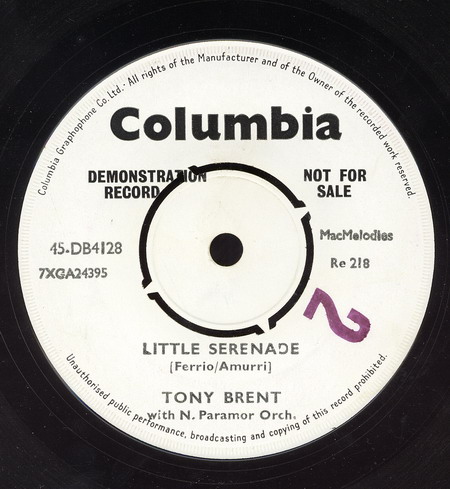 Columbia Graphophone Co. Ltd.· All rights of the Manufacturer and of the Owner of the recorded work reserved.
Columbia
DEMONSTRATION RECORD
NOT FOR SALE
45-DB4128
7XGA24395
MacMelodies
Re 218
2
LITTLE SERENADE
[Ferrio/Amurri]
TONY BRENT
with N. Paramor Orch.
Unauthorised public performance, broadcasting and copying of this record prohibited.